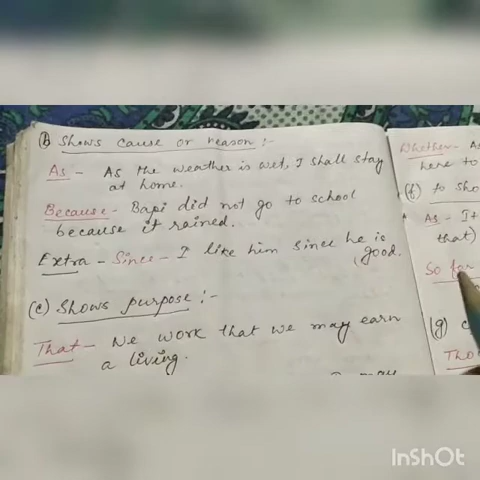 (b) Shows cause or reason :-
As - As the weather is wet, I shall stay
at home.
Because - Bapi did not go to school
because it rained.
Extra - Since - I like him since he is
good.
(c) Shows purpose :-
That - We work that we may earn
a living.
may
Whether - As
here to
(f) to sho
As - It
that)
So far
(g) c
Tho
InShOt